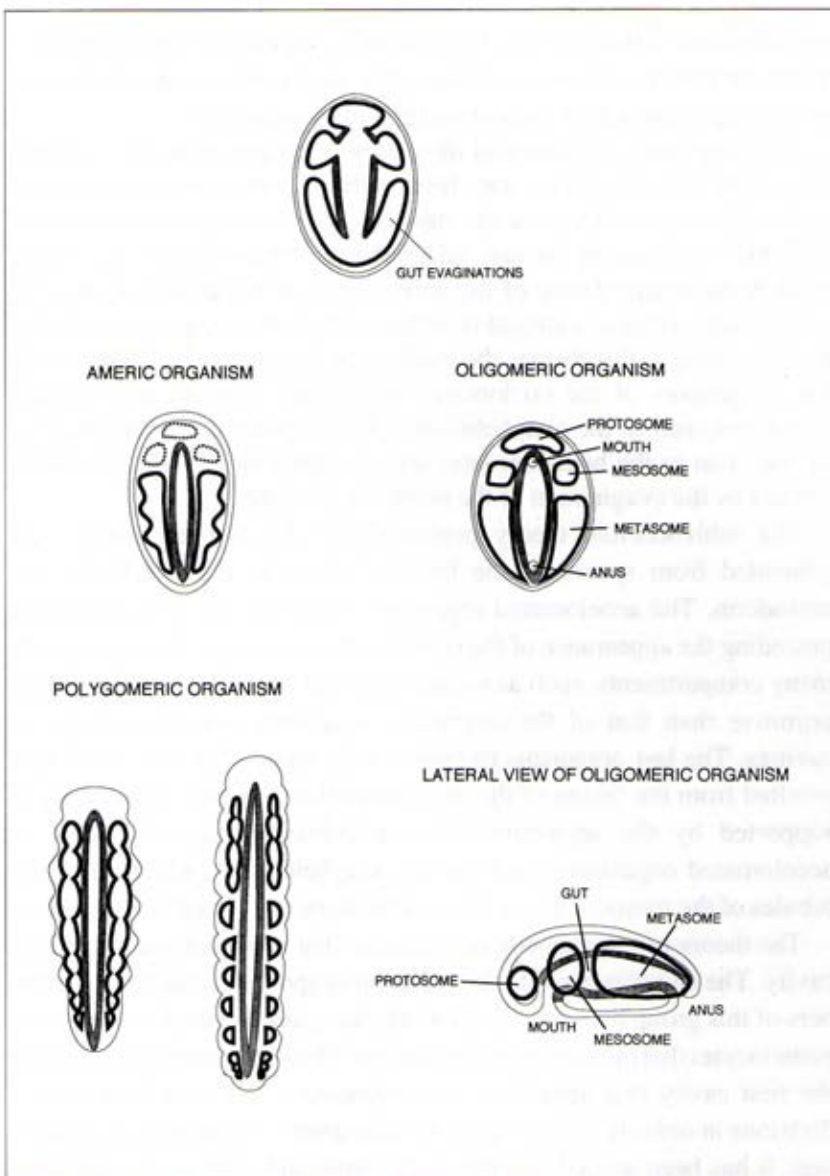 GUT EVAGINATIONS
AMERIC ORGANISM
OLIGOMERIC ORGANISM
PROTOSOME
MOUTH
MESOSOME
METASOME
ANUS
POLYGOMERIC ORGANISM
LATERAL VIEW OF OLIGOMERIC ORGANISM
GUT
METASOME
PROTOSOME
ANUS
MOUTH
MESOSOME